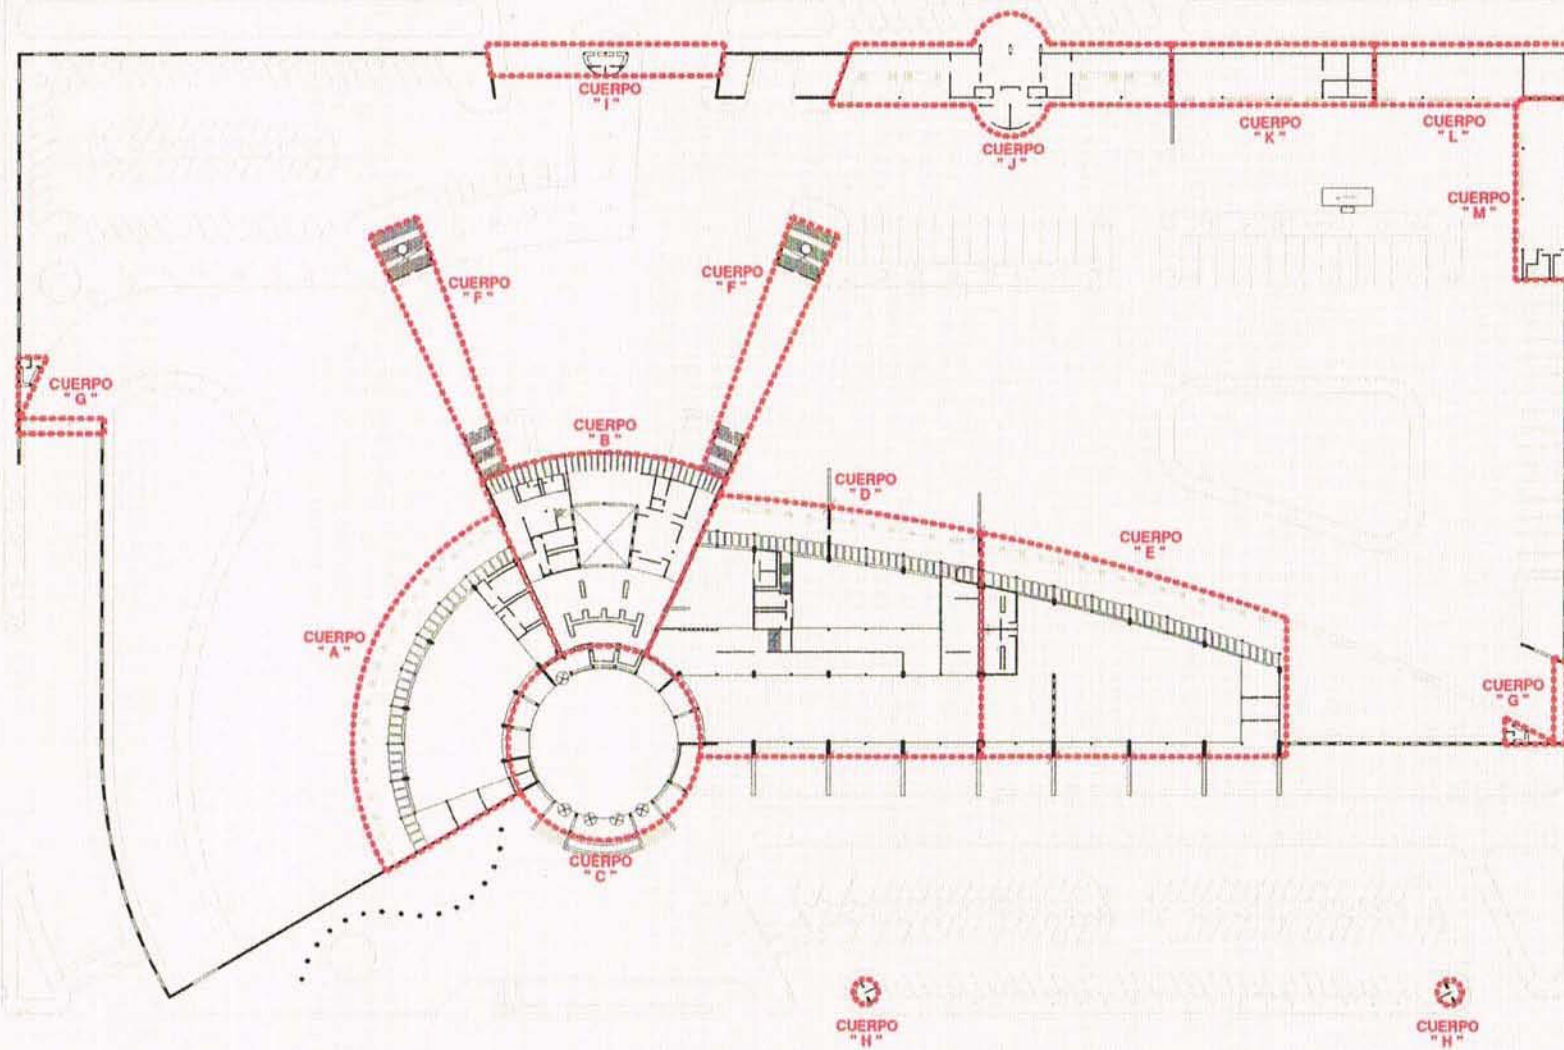 CUERPO
"I"
CUERPO
"J"
CUERPO
"K"
CUERPO
"L"
CUERPO
"M"
CUERPO
"F"
CUERPO
"F"
CUERPO
"G"
CUERPO
"B"
CUERPO
"D"
CUERPO
"E"
CUERPO
"A"
CUERPO
"G"
CUERPO
"C"
CUERPO
"H"
CUERPO
"H"